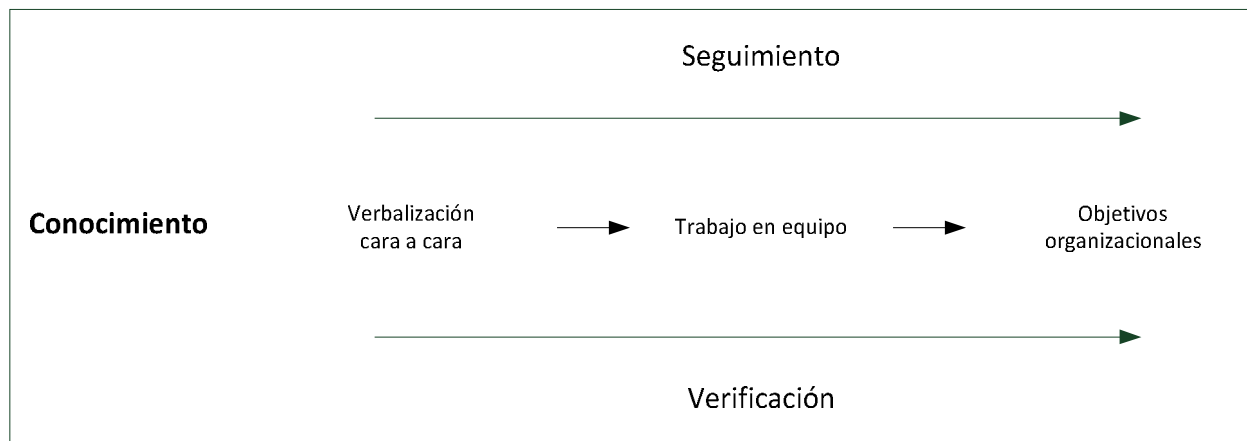 Seguimiento
Conocimiento
Verbalización
cara a cara
Trabajo en equipo
Objetivos
organizacionales
Verificación